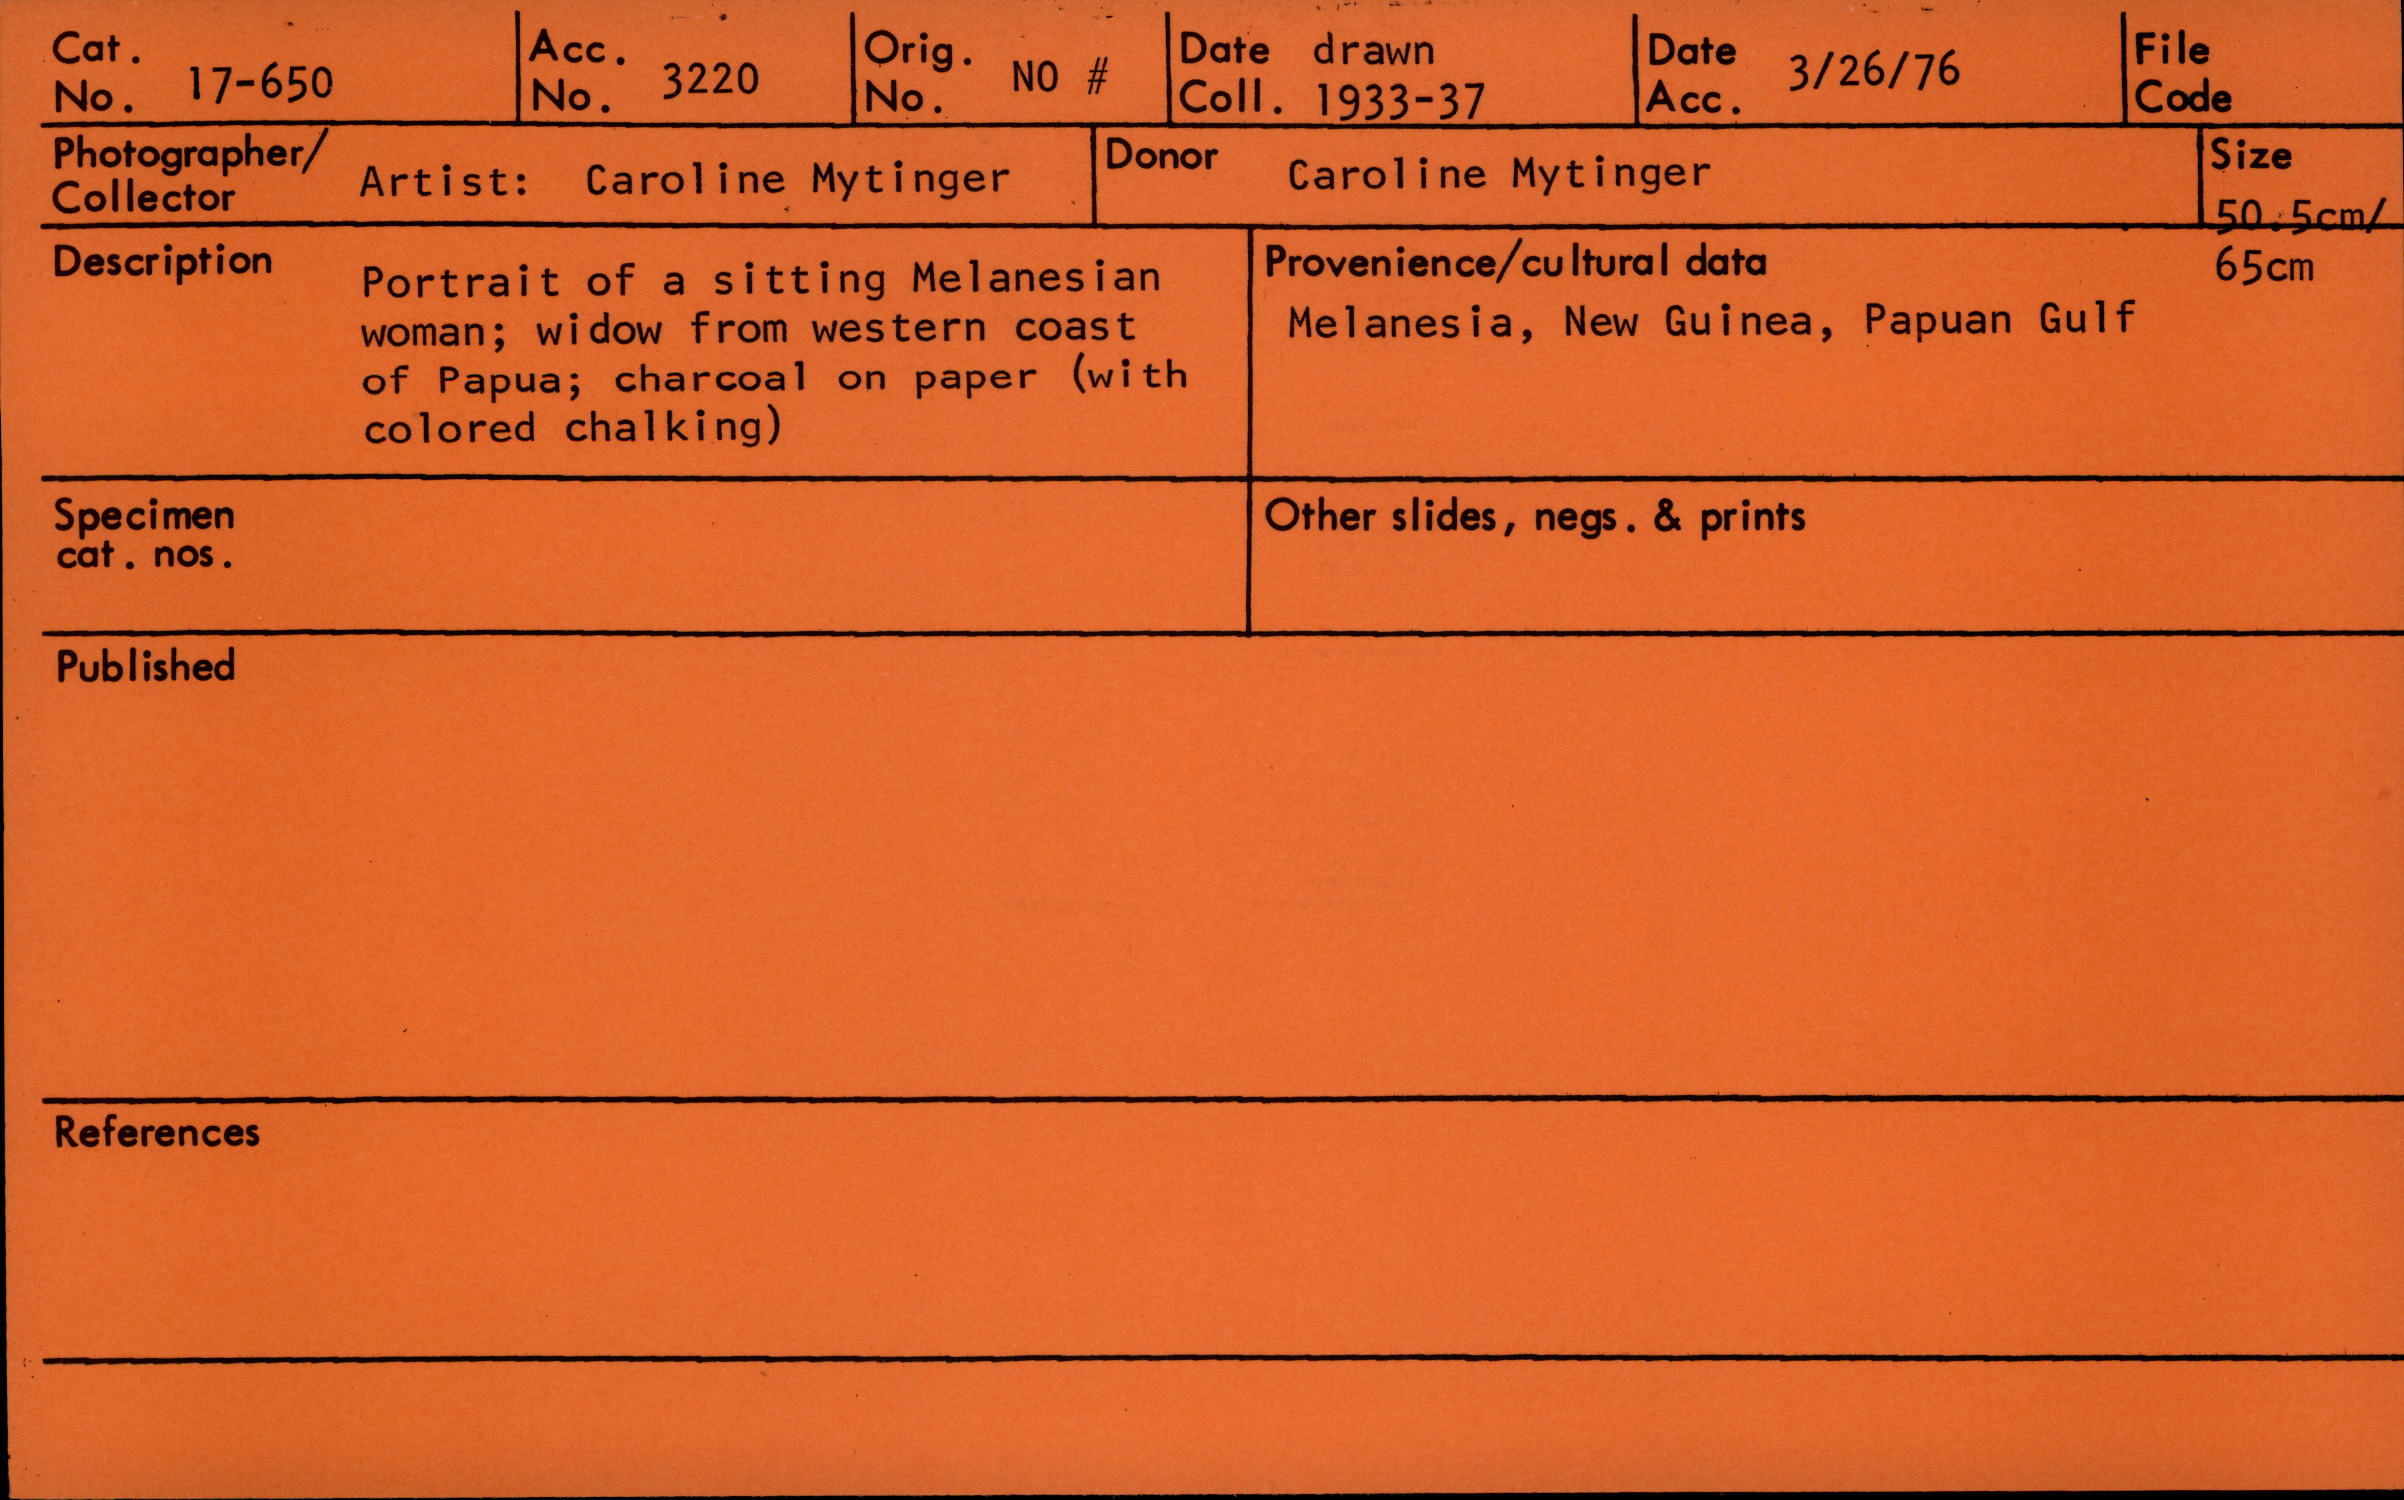 Cat. No. 17-650
Acc. No. 3220
Orig. No. NO #
Date Coll. drawn 1933-37
Date Acc. 3/26/76
File Code
Photographer/ Collector Artist: Caroline Mytinger
Donor Caroline Mytinger
Size 50.5cm/ 65cm
Description
Portrait of a sitting Melanesian
woman; widow from western coast
of Papua; charcoal on paper (with
colored chalking)
Provenience/cultural data
Melanesia, New Guinea, Papuan Gulf
Specimen
cat. nos.
Other slides, negs. & prints
Published
References